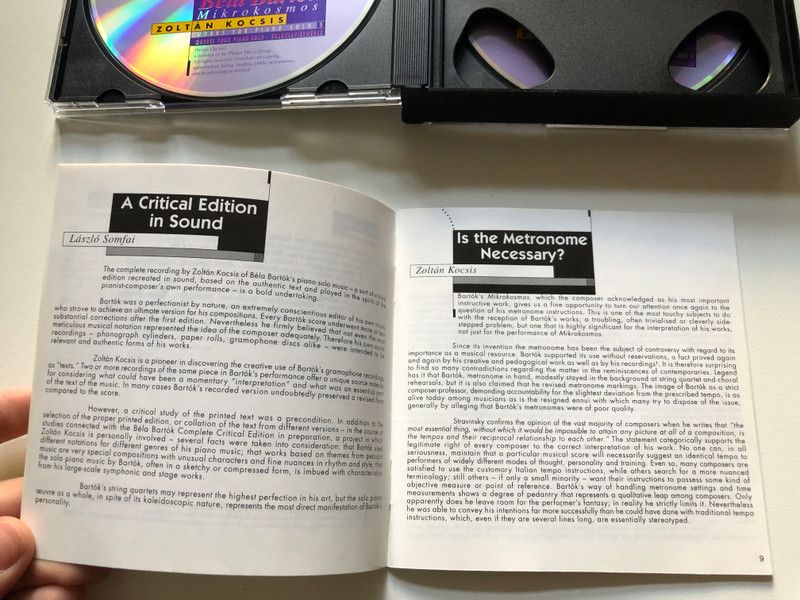 Béla Bartók
Mikrokosmos
ZOLTÁN KOCSIS
WORKS FOR PIANO SOLO
OEUVRES POUR PIANO SOLO · SOLOKLAVIERWERKE
A Critical Edition
in Sound
László Somfai
The complete recording by Zoltán Kocsis of Béla Bartók's piano solo music – a sort of critical
edition recreated in sound, based on the authentic text and played in the spirit of the
pianist-composer's own performance – is a bold undertaking.
Bartók was a perfectionist by nature, an extremely conscientious editor of his own music
who strove to achieve an ultimate version for his compositions. Every Bartók score underwent
substantial corrections after the first edition. Nevertheless he firmly believed that not even the most
meticulous musical notation represented the idea of the composer adequately. Therefore his own
recordings – phonograph cylinders, paper rolls, gramophone discs alike – were intended to be
relevant and authentic forms of his works.
Zoltán Kocsis is a pioneer in discovering the creative use of Bartók's gramophone recordings
as "texts." Two or more recordings of the same piece in Bartók's performance offer a unique source
for considering what could have been a momentary "interpretation" and what was an essential part
of the text of the music. In many cases Bartók's recorded version undoubtedly preserved a revised
compared to the score.
However, a critical study of the printed text was a precondition. In addition to the
selection of the proper printed edition, or collation of the text from different versions – in the course of
studies connected with the Béla Bartók Complete Critical Edition in preparation, a project in which
Zoltán Kocsis is personally involved – several facts were taken into consideration: that Bartók used
different notations for different genres of his piano music; that works based on themes from peasant
music are very special compositions with unusual characters and fine nuances in rhythm and style; that
the solo piano music by Bartók, often in a sketchy or compressed form, is imbued with characteristics
from his large-scale symphonic and stage works.
Bartók's string quartets may represent the highest perfection in his art, but the solo piano
œuvre as a whole, in spite of its kaleidoscopic nature, represents the most direct manifestation of Bartók's
personality.
Is the Metronome
Necessary?
Zoltán Kocsis
Bartók's Mikrokosmos, which the composer acknowledged as his most important
instructive work, gives us a fine opportunity to turn our attention once again to the
question of his metronome instructions. This is one of the most touchy subjects to do
with the reception of Bartók's works, a troubling, often trivialised or cleverly side-
stepped problem, but one that is highly significant for the interpretation of his works,
not just for the performance of Mikrokosmos.
Since its invention the metronome has been the subject of controversy with regard to its
importance as a musical resource. Bartók supported its use without reservations, a fact proved again
and again by his creative and pedagogical work as well as by his recordings¹. It is therefore surprising
to find so many contradictions regarding the matter in the reminiscences of contemporaries. Legend
has it that Bartók, metronome in hand, modestly stayed in the background at string quartet and choral
rehearsals, but it is also claimed that he revised metronome markings. The image of Bartók as a strict
composer-professor, demanding accountability for the slightest deviation from the prescribed tempo, is as
alive today among musicians as is the resigned ennui with which many try to dispose of the issue,
generally by alleging that Bartók's metronomes were of poor quality.
Stravinsky confirms the opinion of the vast majority of composers when he writes that "the
most essential thing, without which it would be impossible to attain any picture at all of a composition, is
the tempos and their reciprocal relationship to each other." The statement categorically supports the
legitimate right of every composer to the correct interpretation of his work. No one can, in all
seriousness, maintain that a particular musical score will necessarily suggest an identical tempo to
performers of widely different modes of thought, personality and training. Even so, many composers are
satisfied to use the customary Italian tempo instructions, while others search for a more nuanced
terminology; still others – if only a small minority – want their instructions to possess some kind of
objective measure or point of reference. Bartók's way of handling metronome settings and time
measurements shows a degree of pedantry that represents a qualitative leap among composers. Only
apparently does he leave room for the performer's fantasy; in reality he strictly limits it. Nevertheless
he was able to convey his intentions far more successfully than he could have done with traditional tempo
instructions, which, even if they are several lines long, are essentially stereotyped.
9